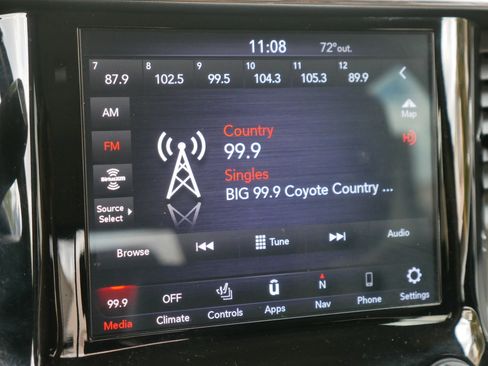 11:08 72°out.
7 8 9 10 11 12
87.9 102.5 99.5 104.3 105.3 89.9
AM
Map
FM
HD
Country
99.9
Singles
BIG 99.9 Coyote Country ...
SiriusXM
Source
Select
Browse
Tune
Audio
99.9 OFF N
Media Climate Controls Apps Nav Phone Settings